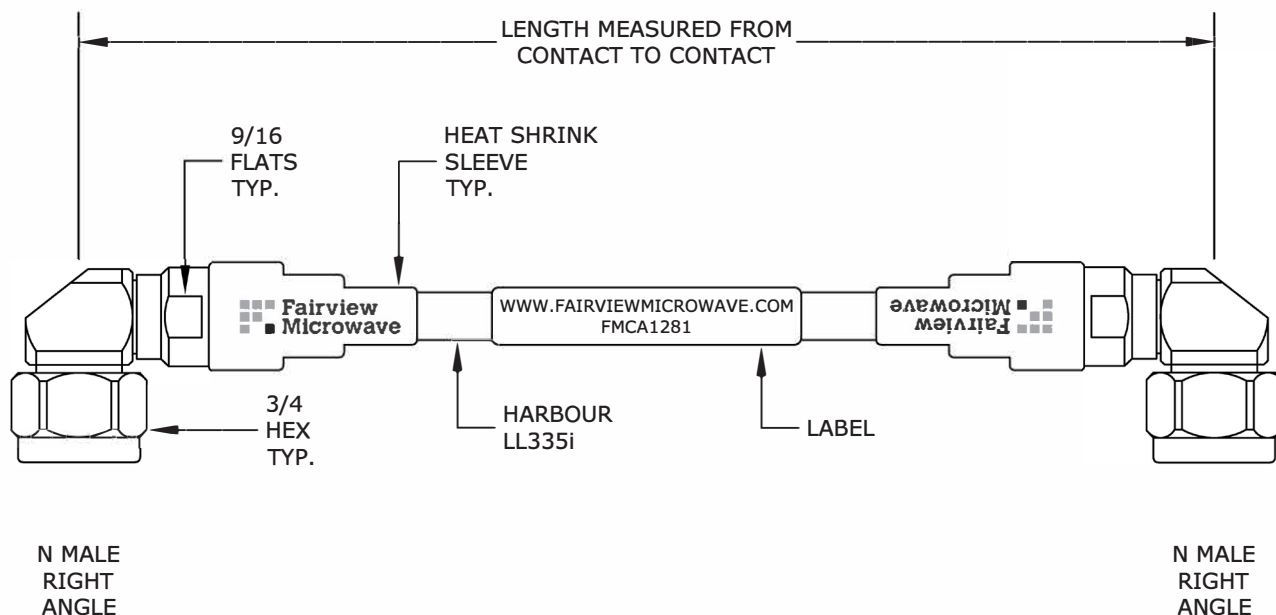 LENGTH MEASURED FROM
CONTACT TO CONTACT
9/16
FLATS
TYP.
HEAT SHRINK
SLEEVE
TYP.
Fairview
Microwave
WWW.FAIRVIEWMICROWAVE.COM
FMCA1281
Fairview
Microwave
3/4
HEX
TYP.
HARBOUR
LL335i
LABEL
N MALE
RIGHT
ANGLE
N MALE
RIGHT
ANGLE